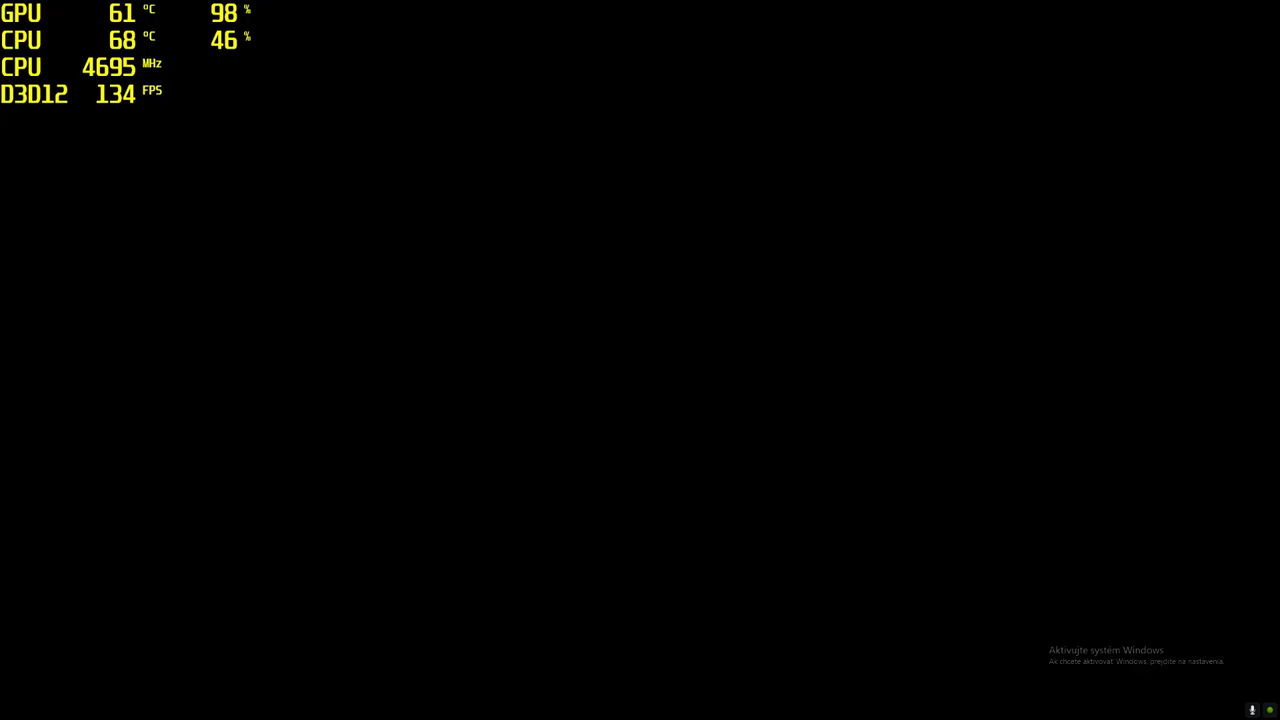 GPU 61 °C 98 %
CPU 68 °C 46 %
CPU 4695 MHz
D3D12 134 FPS
Aktivujte systém Windows
Ak chcete aktivovať Windows, prejdite na nastavenia.